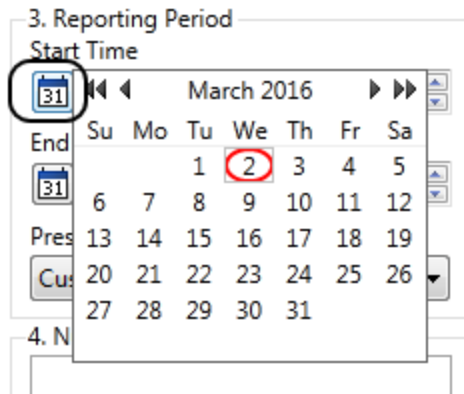 3. Reporting Period
Start Time
31
March 2016
Su Mo Tu We Th Fr Sa
1 2 3 4 5
End
31
6 7 8 9 10 11 12
13 14 15 16 17 18 19
Pres
20 21 22 23 24 25 26
Cus
27 28 29 30 31
4. N